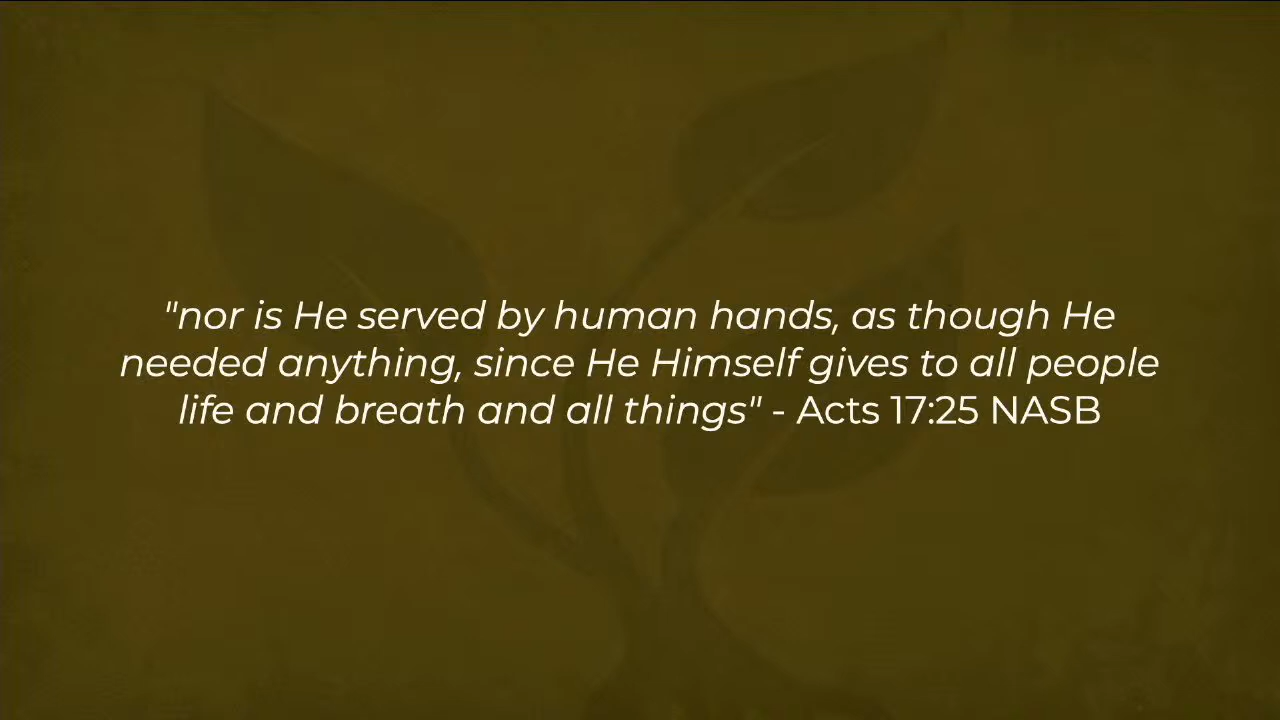 "nor is He served by human hands, as though He
needed anything, since He Himself gives to all people
life and breath and all things" - Acts 17:25 NASB